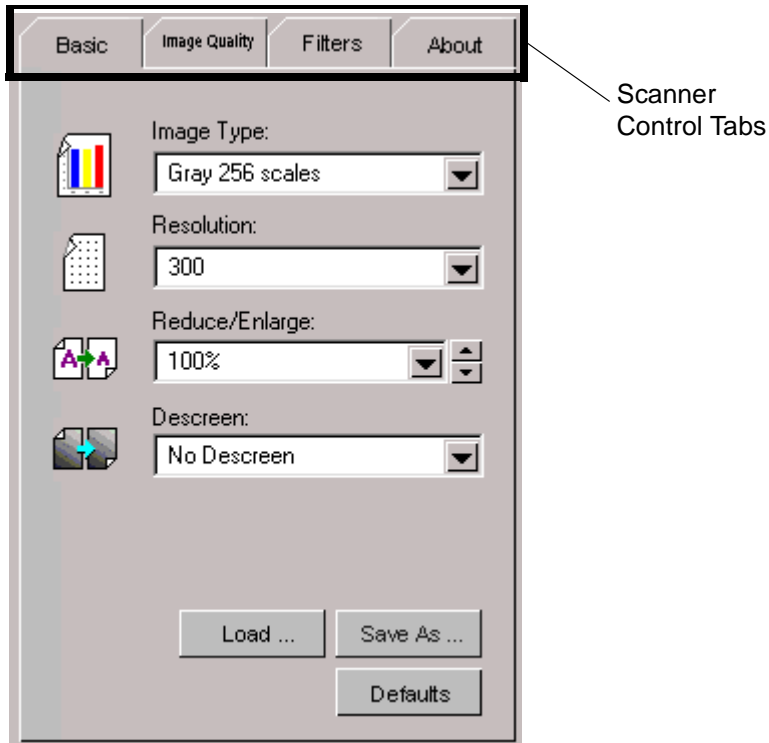 Basic Image Quality Filters About
Scanner
Control Tabs
Image Type:
Gray 256 scales
Resolution:
300
Reduce/Enlarge:
A A
100%
Descreen:
No Descreen
Load ... Save As ...
Defaults